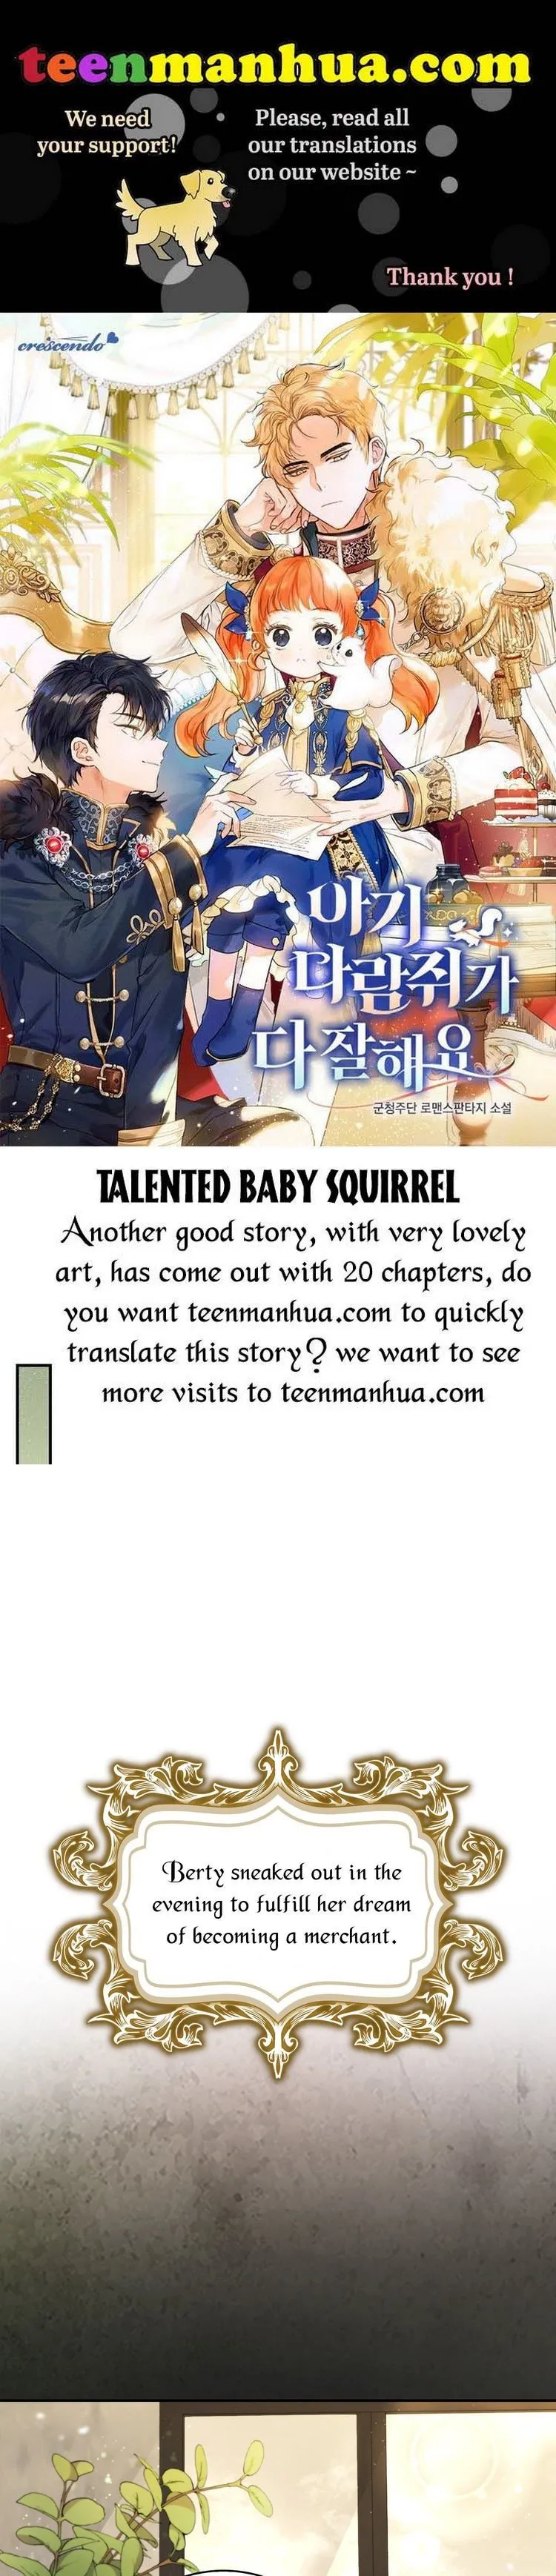 teenmanhua.com
We need
your support!
Please, read all
our translations
on our website ~
Thank you !
crescendo
아기
다람쥐가
다 잘해요
군청주단 로맨스판타지 소설
TALENTED BABY SQUIRREL
Another good story, with very lovely
art, has come out with 20 chapters, do
you want teenmanhua.com to quickly
translate this story? we want to see
more visits to teenmanhua.com
Berty sneaked out in the
evening to fulfill her dream
of becoming a merchant.